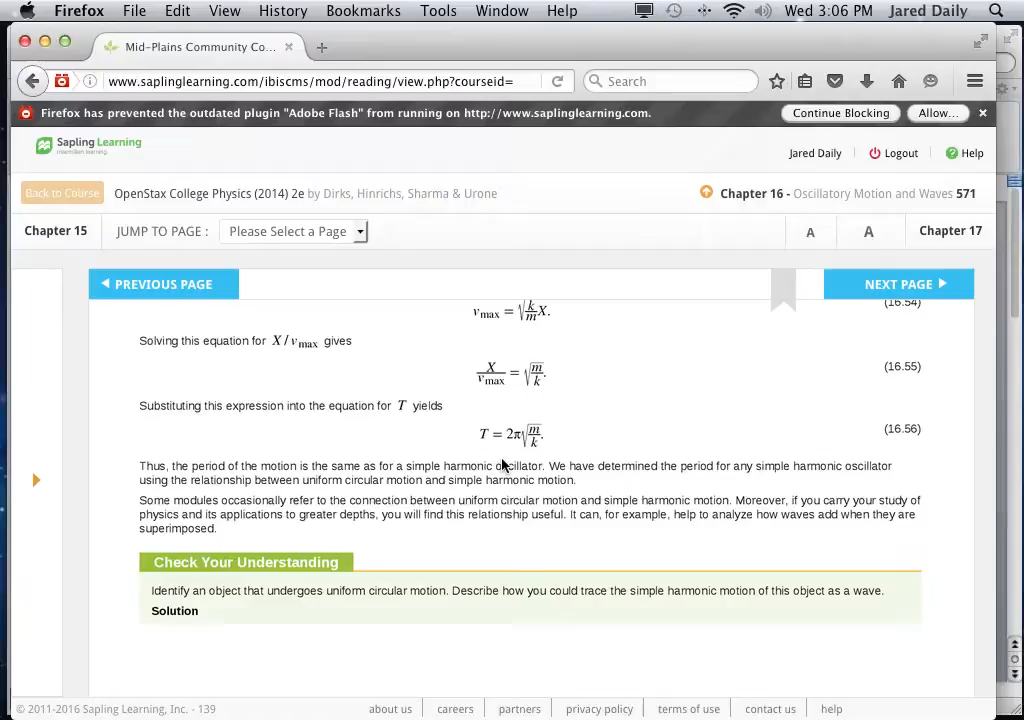 Firefox File Edit View History Bookmarks Tools Window Help Wed 3:06 PM Jared Daily
Mid-Plains Community Co...
www.saplinglearning.com/ibiscms/mod/reading/view.php?courseid= Search
Firefox has prevented the outdated plugin "Adobe Flash" from running on http://www.saplinglearning.com. Continue Blocking Allow...
Sapling Learning
macmillan learning
Jared Daily Logout Help
Back to Course OpenStax College Physics (2014) 2e by Dirks, Hinrichs, Sharma & Urone Chapter 16 - Oscillatory Motion and Waves 571
Chapter 15 JUMP TO PAGE : Please Select a Page A A Chapter 17
PREVIOUS PAGE NEXT PAGE
v_max = √(k/m) X. (16.54)
Solving this equation for X / v_max gives
X/v_max = √(m/k). (16.55)
Substituting this expression into the equation for T yields
T = 2π√(m/k). (16.56)
Thus, the period of the motion is the same as for a simple harmonic oscillator. We have determined the period for any simple harmonic oscillator
using the relationship between uniform circular motion and simple harmonic motion.
Some modules occasionally refer to the connection between uniform circular motion and simple harmonic motion. Moreover, if you carry your study of
physics and its applications to greater depths, you will find this relationship useful. It can, for example, help to analyze how waves add when they are
superimposed.
Check Your Understanding
Identify an object that undergoes uniform circular motion. Describe how you could trace the simple harmonic motion of this object as a wave.
Solution
© 2011-2016 Sapling Learning, Inc. - 139 about us careers partners privacy policy terms of use contact us help